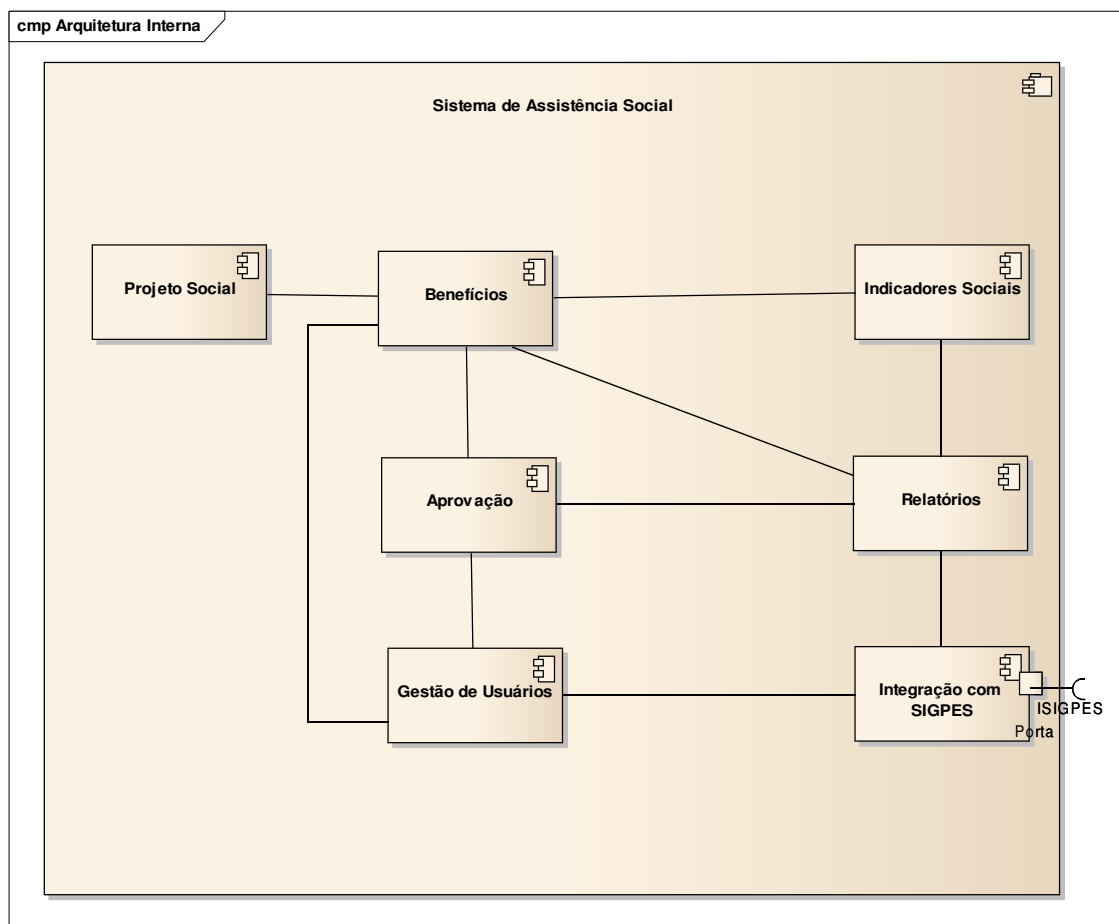 cmp Arquitetura Interna
Sistema de Assistência Social
Projeto Social
Benefícios
Indicadores Sociais
Aprovação
Relatórios
Gestão de Usuários
Integração com
SIGPES
ISIGPES
Porta